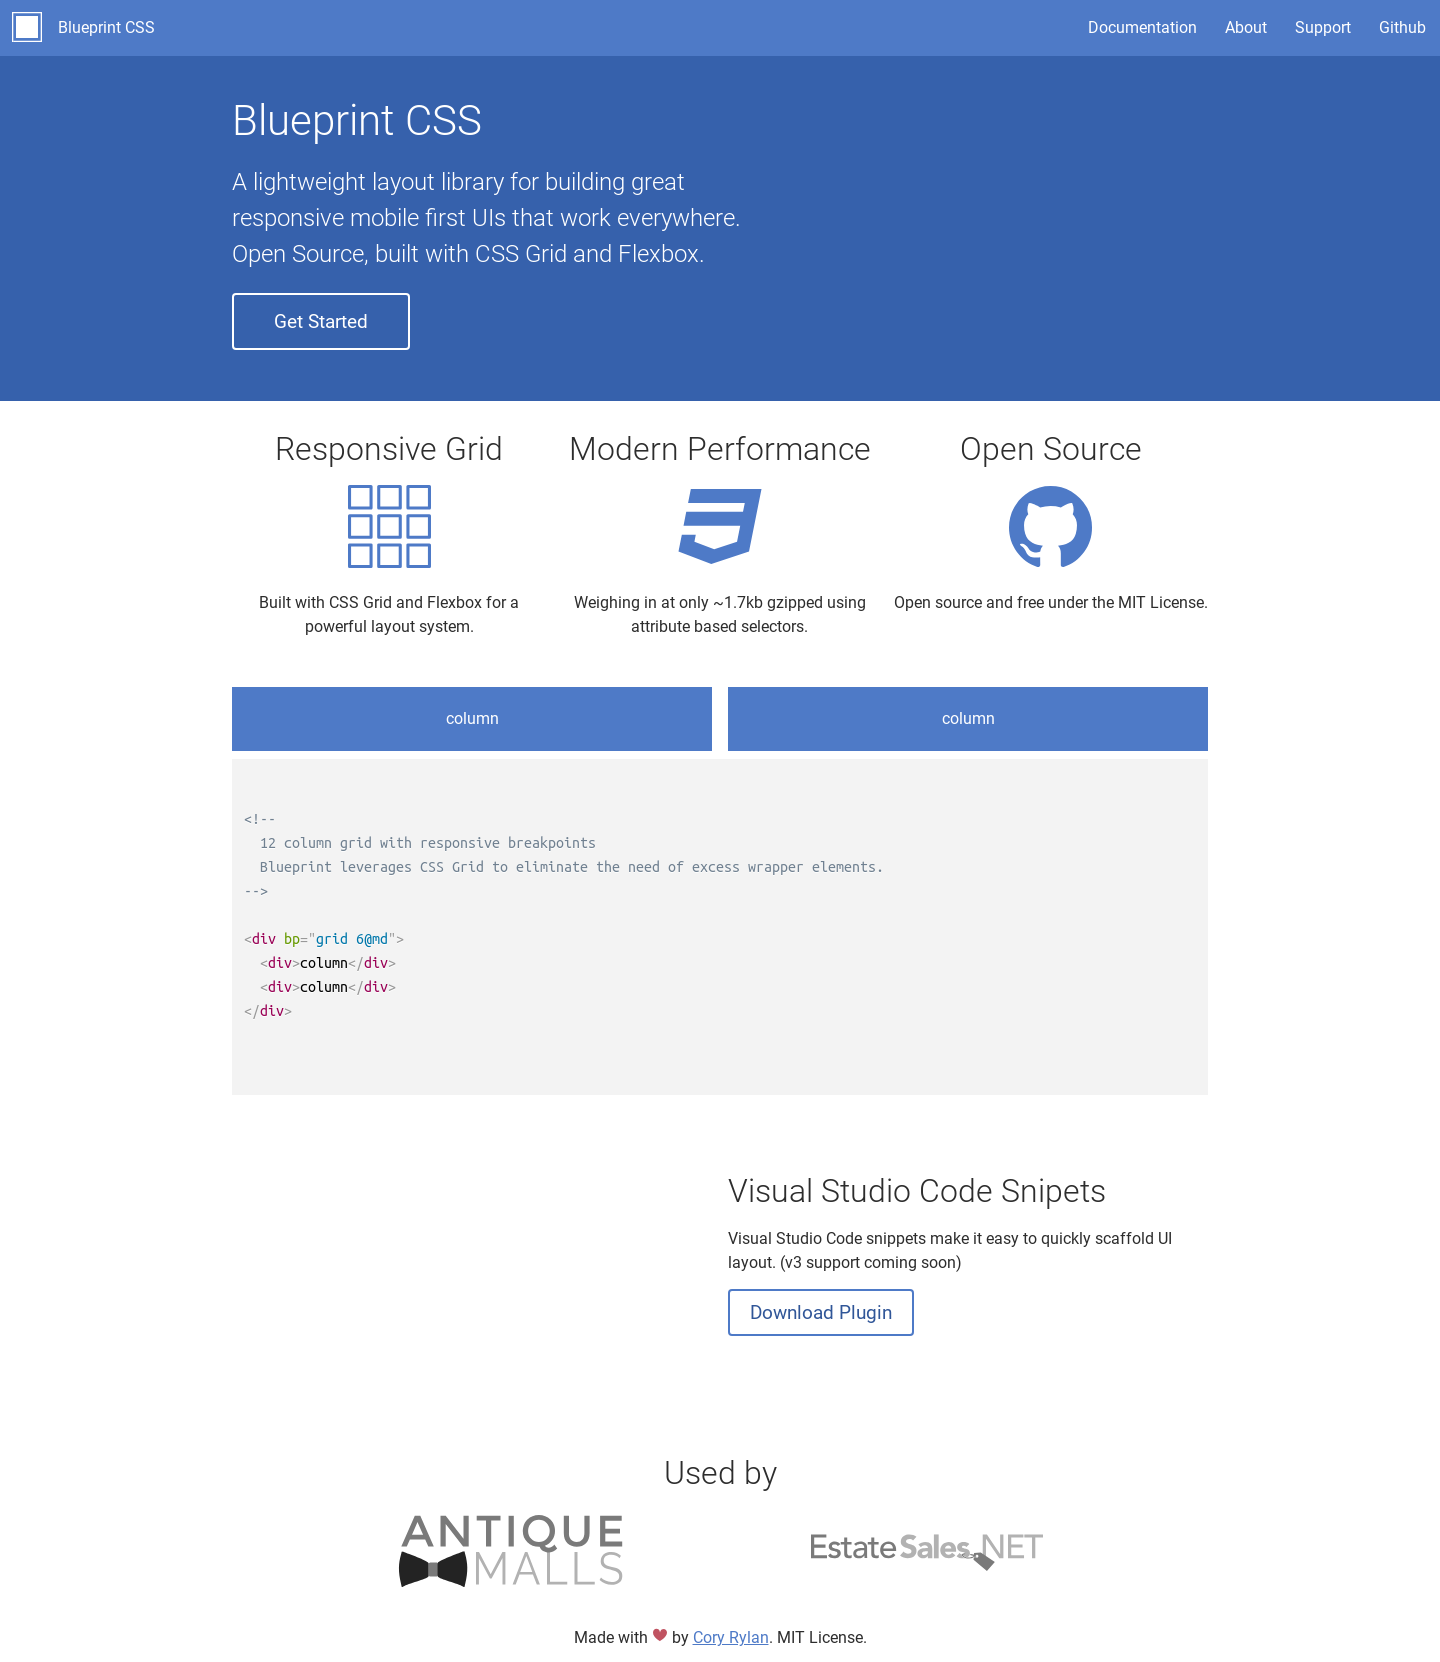 Blueprint CSS
Documentation
About
Support
Github
Blueprint CSS
A lightweight layout library for building great
responsive mobile first UIs that work everywhere.
Open Source, built with CSS Grid and Flexbox.
Get Started
Responsive Grid
Built with CSS Grid and Flexbox for a
powerful layout system.
Modern Performance
Weighing in at only ~1.7kb gzipped using
attribute based selectors.
Open Source
Open source and free under the MIT License.
column
column
<!--
  12 column grid with responsive breakpoints
  Blueprint leverages CSS Grid to eliminate the need of excess wrapper elements.
-->
<div bp="grid 6@md">
  <div>column</div>
  <div>column</div>
</div>
Visual Studio Code Snipets
Visual Studio Code snippets make it easy to quickly scaffold UI
layout. (v3 support coming soon)
Download Plugin
Used by
ANTIQUE
MALLS
EstateSales.NET
Made with ♥ by Cory Rylan. MIT License.